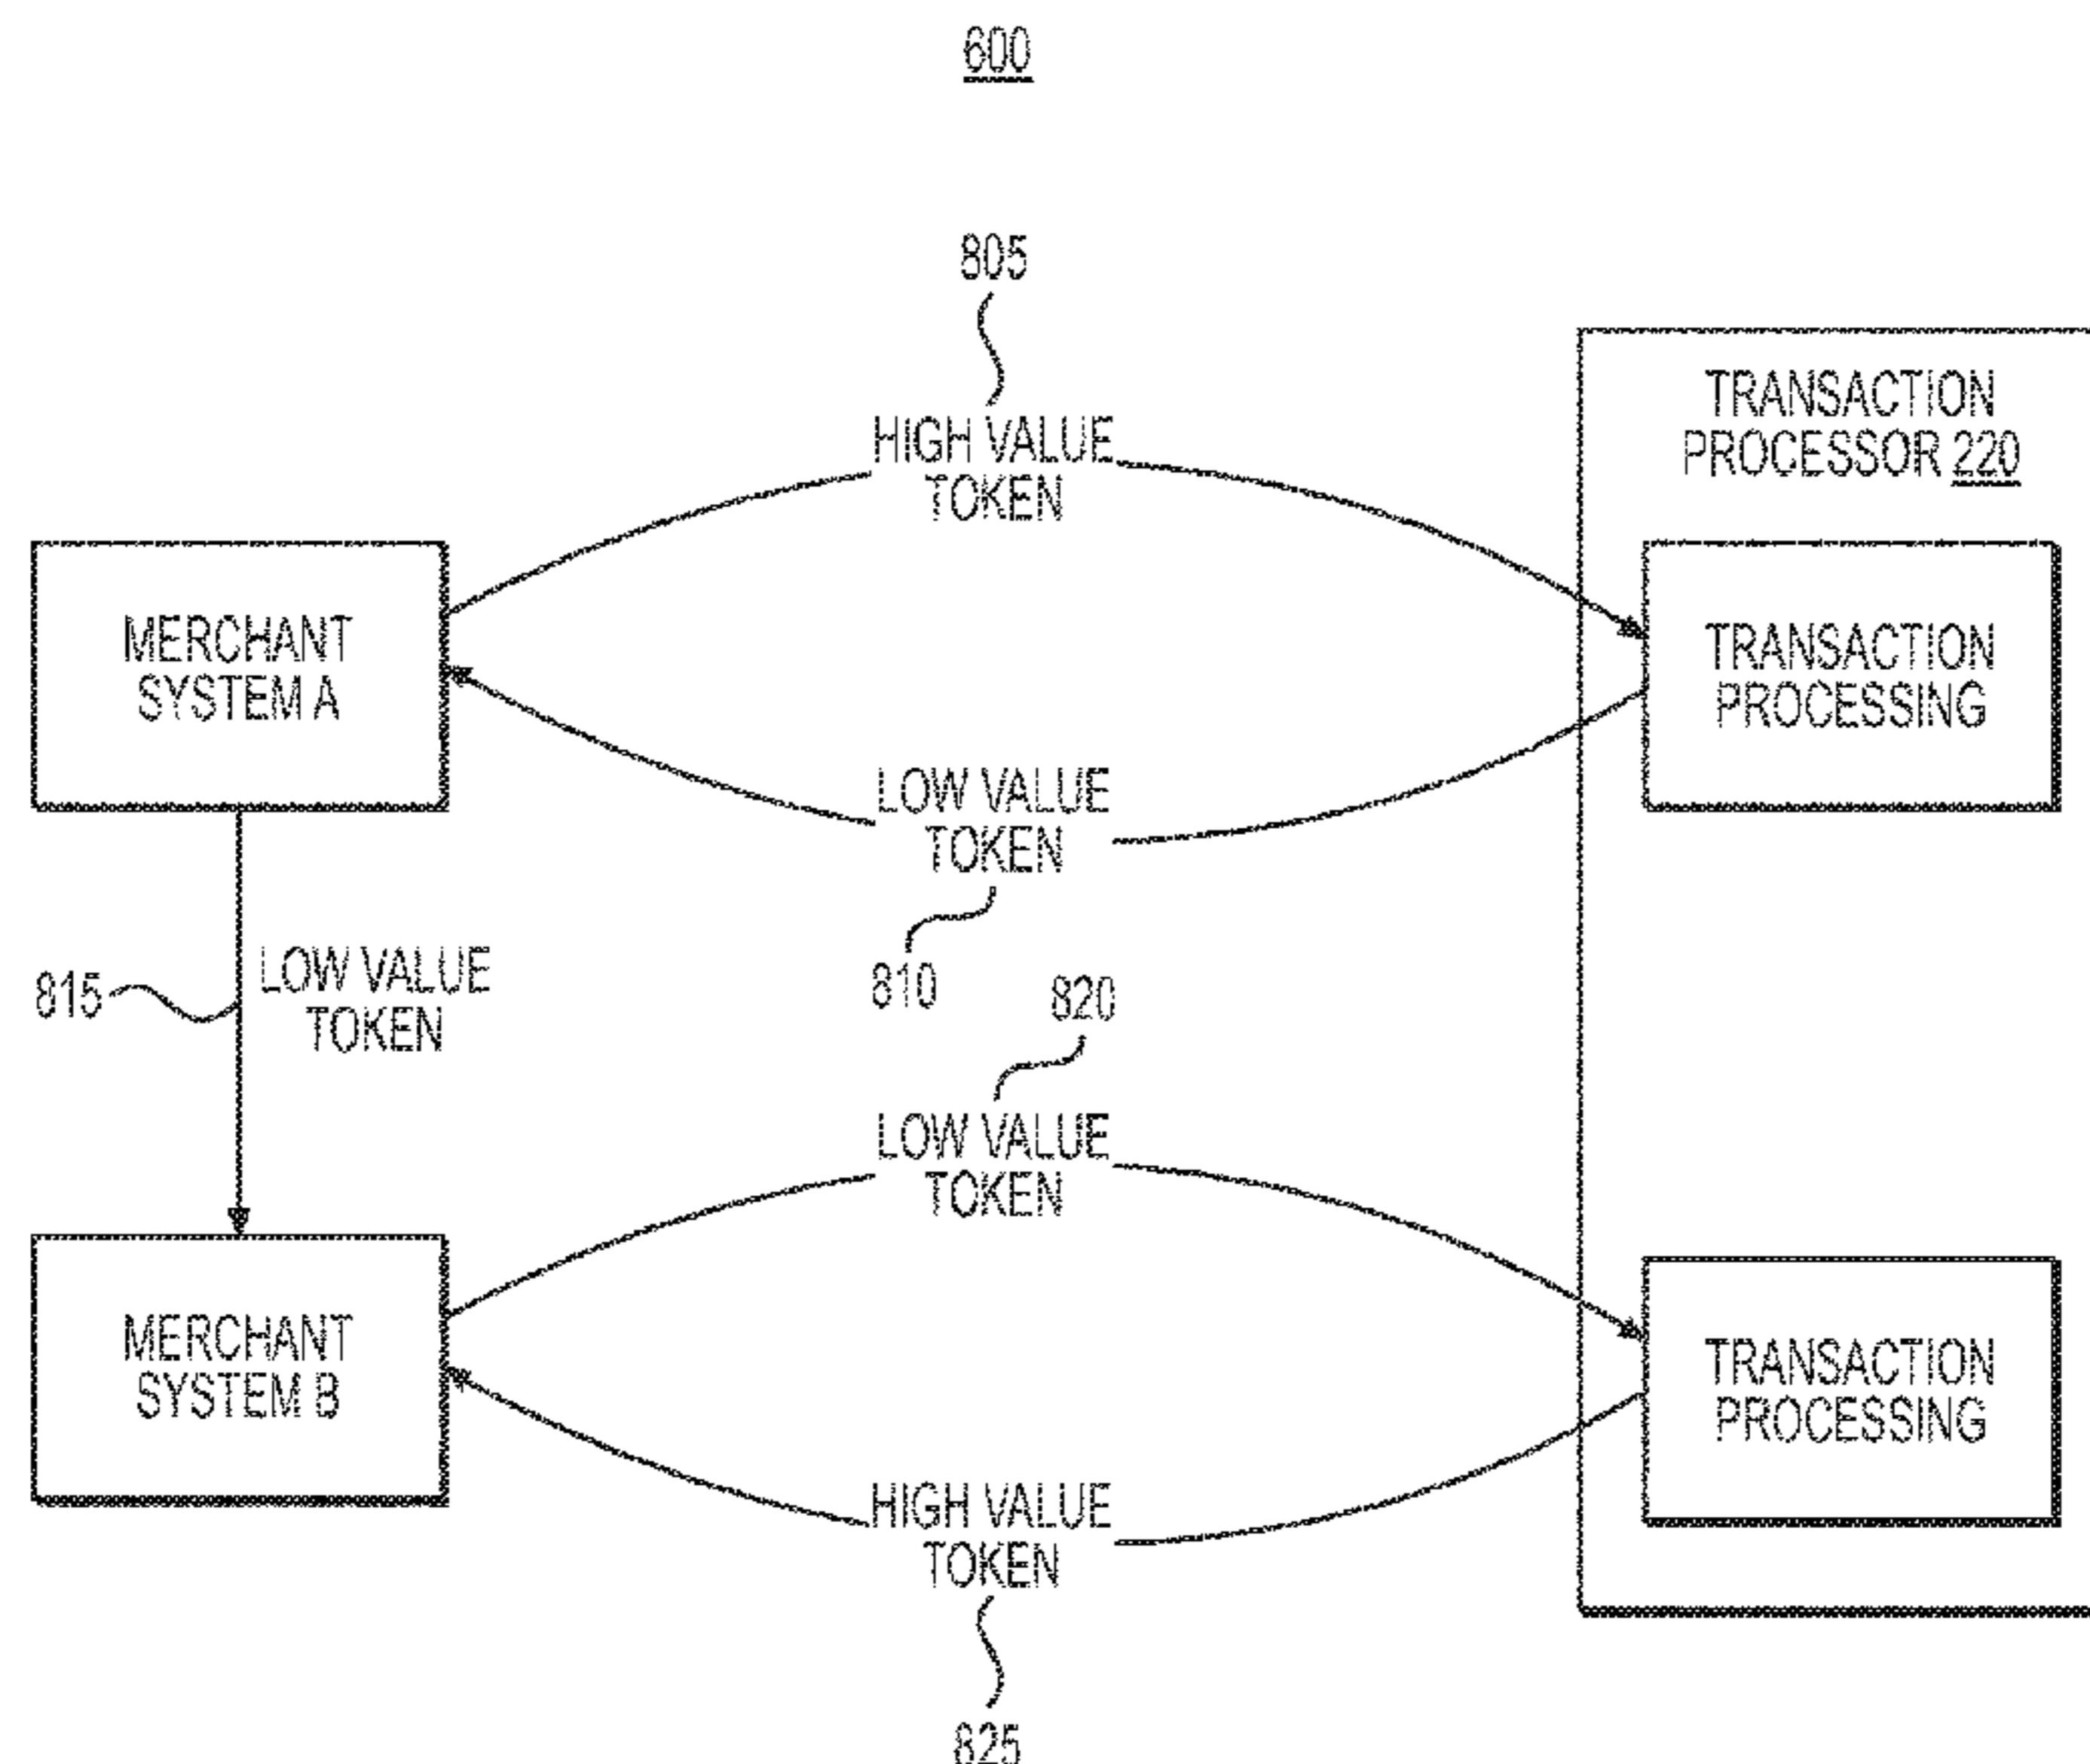 600
805
HIGH VALUE
TOKEN
TRANSACTION
PROCESSOR 220
MERCHANT
SYSTEM A
TRANSACTION
PROCESSING
LOW VALUE
TOKEN
810
815
LOW VALUE
TOKEN
820
LOW VALUE
TOKEN
MERCHANT
SYSTEM B
TRANSACTION
PROCESSING
HIGH VALUE
TOKEN
825